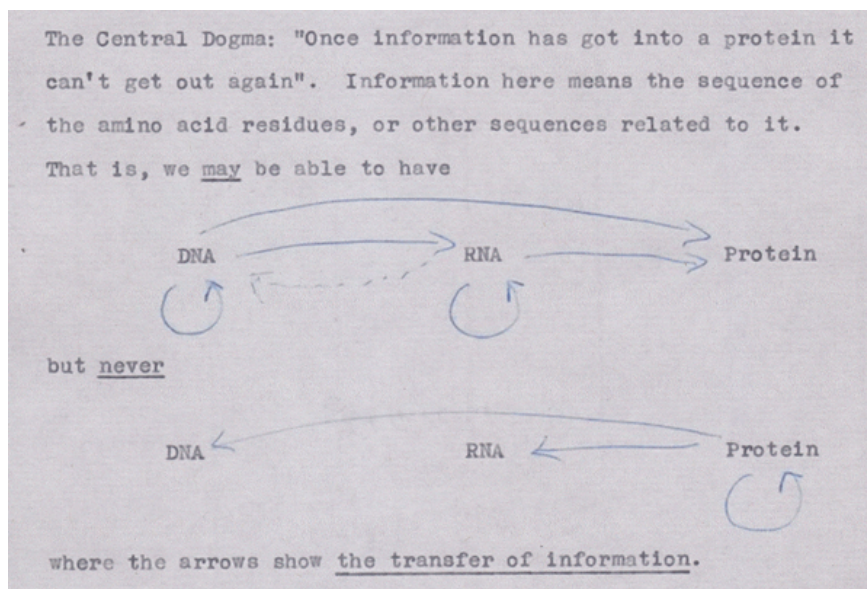 The Central Dogma: "Once information has got into a protein it
can't get out again". Information here means the sequence of
the amino acid residues, or other sequences related to it.
That is, we may be able to have
DNA RNA Protein
but never
DNA RNA Protein
where the arrows show the transfer of information.